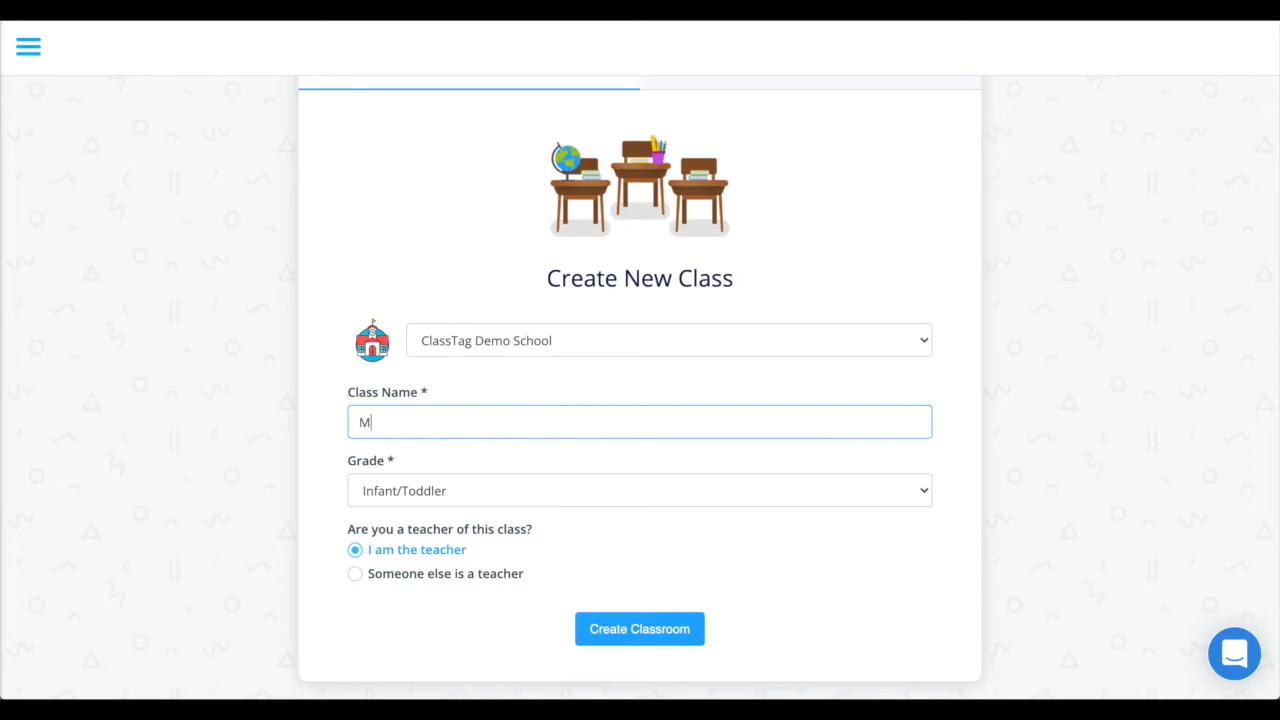 Create New Class
ClassTag Demo School
Class Name *
M
Grade *
Infant/Toddler
Are you a teacher of this class?
I am the teacher
Someone else is a teacher
Create Classroom